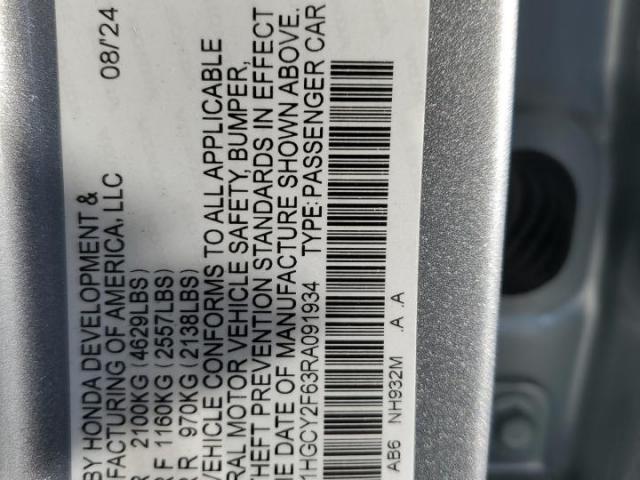 BY HONDA DEVELOPMENT &
FACTURING OF AMERICA, LLC 08/'24
2100KG (4629LBS)
F 1160KG (2557LBS)
R 970KG (2138LBS)
VEHICLE CONFORMS TO ALL APPLICABLE
RAL MOTOR VEHICLE SAFETY, BUMPER,
THEFT PREVENTION STANDARDS IN EFFECT
HE DATE OF MANUFACTURE SHOWN ABOVE.
1HGCY2F63RA091934 TYPE: PASSENGER CAR
AB6 NH932M .A .A